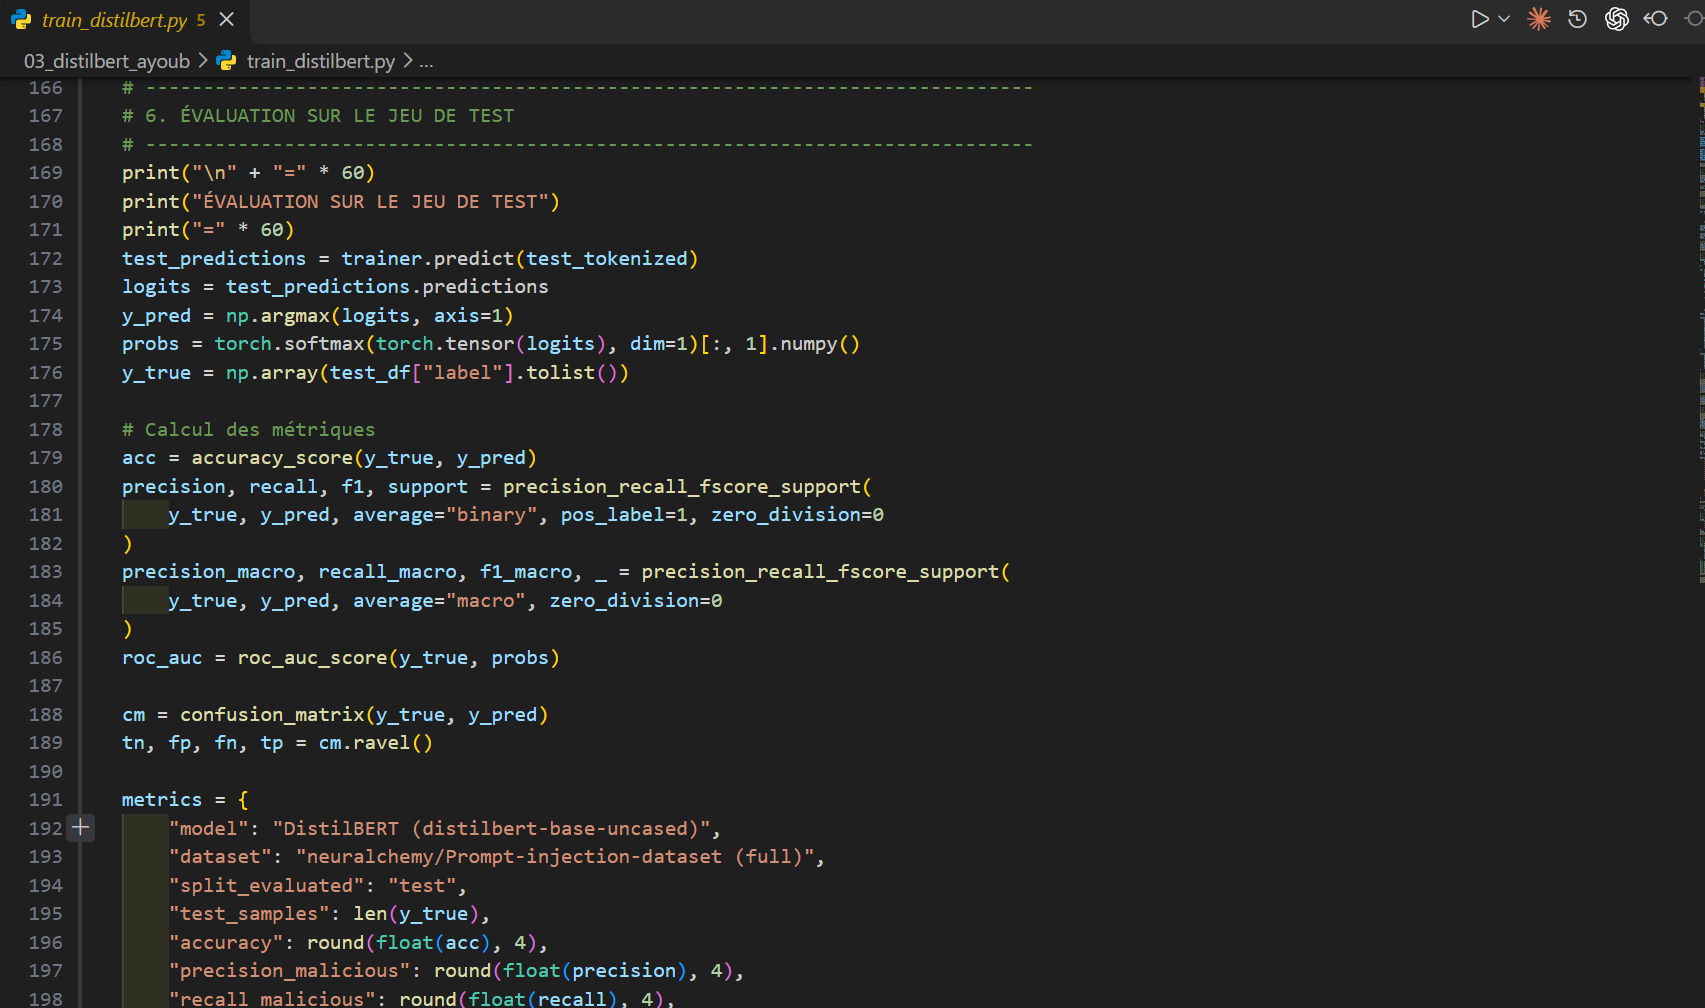 train_distilbert.py 5
03_distilbert_ayoub > train_distilbert.py > ...
166 # -----------------------------------------------------------------------------
167 # 6. ÉVALUATION SUR LE JEU DE TEST
168 # -----------------------------------------------------------------------------
169 print("\n" + "=" * 60)
170 print("ÉVALUATION SUR LE JEU DE TEST")
171 print("=" * 60)
172 test_predictions = trainer.predict(test_tokenized)
173 logits = test_predictions.predictions
174 y_pred = np.argmax(logits, axis=1)
175 probs = torch.softmax(torch.tensor(logits), dim=1)[:, 1].numpy()
176 y_true = np.array(test_df["label"].tolist())
177
178 # Calcul des métriques
179 acc = accuracy_score(y_true, y_pred)
180 precision, recall, f1, support = precision_recall_fscore_support(
181     y_true, y_pred, average="binary", pos_label=1, zero_division=0
182 )
183 precision_macro, recall_macro, f1_macro, _ = precision_recall_fscore_support(
184     y_true, y_pred, average="macro", zero_division=0
185 )
186 roc_auc = roc_auc_score(y_true, probs)
187
188 cm = confusion_matrix(y_true, y_pred)
189 tn, fp, fn, tp = cm.ravel()
190
191 metrics = {
192     "model": "DistilBERT (distilbert-base-uncased)",
193     "dataset": "neuralchemy/Prompt-injection-dataset (full)",
194     "split_evaluated": "test",
195     "test_samples": len(y_true),
196     "accuracy": round(float(acc), 4),
197     "precision_malicious": round(float(precision), 4),
198     "recall_malicious": round(float(recall), 4),